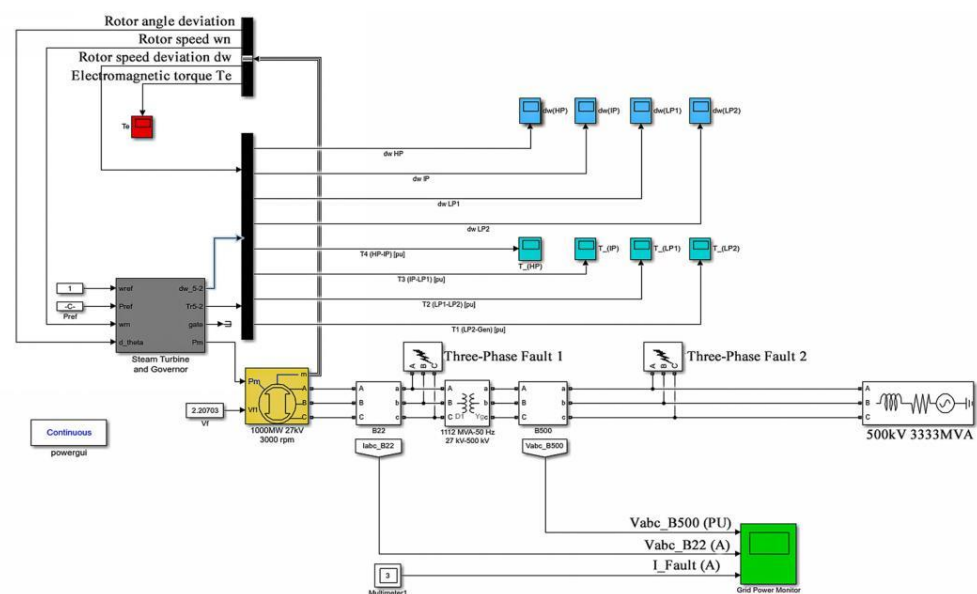 Rotor angle deviation
Rotor speed wn
Rotor speed deviation dw
Electromagnetic torque Te
Te
dw(HP)
dw(IP)
dw(LP1)
dw(LP2)
dw HP
dw IP
dw LP1
dw LP2
T4 (HP-IP) [pu]
T_(HP)
T_(IP)
T_(LP1)
T_(LP2)
T3 (IP-LP1) [pu]
T2 (LP1-LP2) [pu]
T1 (LP2-Gen) [pu]
1
-C-
Pref
wref
Pref
wm
d_theta
dw_5-2
Tr5-2
gate
Pm
Steam Turbine
and Governor
Three-Phase Fault 1
A B C
Three-Phase Fault 2
A B C
Pm
Vf1
m
A
B
C
1000MW 27kV
3000 rpm
2.20703
Vf
A
B
C
a
b
c
B22
Iabc_B22
A
B
C
a
b
c
1112 MVA-50 Hz
27 kV-500 kV
A
B
C
a
b
c
B500
Vabc_B500
A
B
C
500kV 3333MVA
Continuous
powergui
Vabc_B500 (PU)
Vabc_B22 (A)
I_Fault (A)
3
Multimeter1
Grid Power Monitor